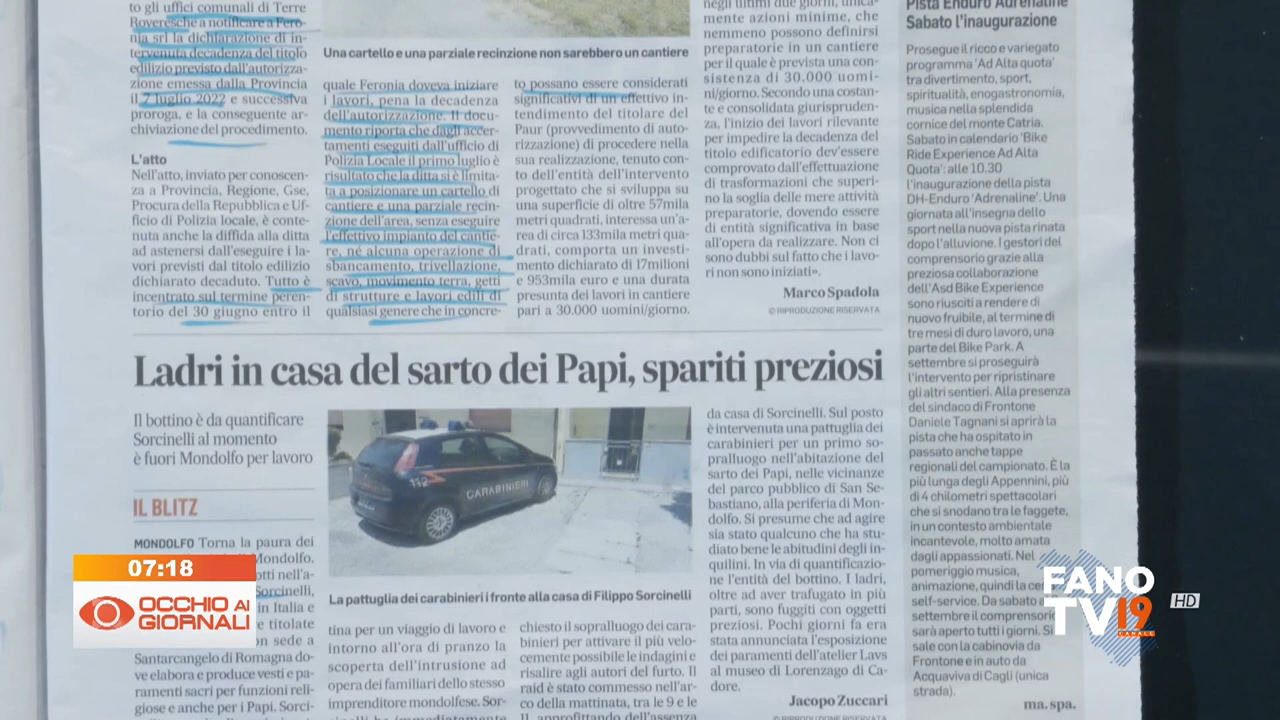 to gli uffici comunali di Terre
Roveresche a notificare a Fero-
nia srl la dichiarazione di in-
tervenuta decadenza del titolo
edilizio previsto dall'autorizza-
zione emessa dalla Provincia
il 7 luglio 2022 e successiva
proroga, e la conseguente ar-
chiviazione del procedimento.
L'atto
Nell'atto, inviato per conoscen-
za a Provincia, Regione, Gse,
Procura della Repubblica e Uf-
ficio di Polizia locale, è conte-
nuta anche la diffida alla ditta
ad astenersi dall'eseguire i la-
vori previsti dal titolo edilizio
dichiarato decaduto. Tutto è
incentrato sul termine peren-
torio del 30 giugno entro il
Una cartello e una parziale recinzione non sarebbero un cantiere
quale Feronia doveva iniziare
i lavori, pena la decadenza
dell'autorizzazione. Il docu-
mento riporta che dagli accer-
tamenti eseguiti dall'ufficio di
Polizia Locale il primo luglio è
risultato che la ditta si è limita-
ta a posizionare un cartello di
cantiere e una parziale recin-
zione dell'area, senza eseguire
l'effettivo impianto del cantie-
re, né alcuna operazione di
sbancamento, trivellazione,
scavo, movimento terra, getti
di strutture e lavori edili di
qualsiasi genere che in concre-
to possano essere considerati
significativi di un effettivo in-
tendimento del titolare del
Paur (provvedimento di auto-
rizzazione) di procedere nella
sua realizzazione, tenuto con-
to dell'entità dell'intervento
progettato che si sviluppa su
una superficie di oltre 57mila
metri quadrati, interessa un'a-
rea di circa 133mila metri qua-
drati, comporta un investi-
mento dichiarato di 17milioni
e 953mila euro e una durata
presunta dei lavori in cantiere
pari a 30.000 uomini/giorno.
negli ultimi due giorni, unica-
mente azioni minime, che
nemmeno possono definirsi
preparatorie in un cantiere
per il quale è prevista una con-
sistenza di 30.000 uomi-
ni/giorno. Secondo una costan-
te e consolidata giurispruden-
za, l'inizio dei lavori rilevante
per impedire la decadenza del
titolo edificatorio dev'essere
comprovato dall'effettuazione
di trasformazioni che superi-
no la soglia delle mere attività
preparatorie, dovendo essere
di entità significativa in base
all'opera da realizzare. Non ci
sono dubbi sul fatto che i lavo-
ri non sono iniziati».
Marco Spadola
© RIPRODUZIONE RISERVATA
Pista Enduro Adrenaline
Sabato l'inaugurazione
Prosegue il ricco e variegato
programma 'Ad Alta quota'
tra divertimento, sport,
spiritualità, enogastronomia,
musica nella splendida
cornice del monte Catria.
Sabato in calendario 'Bike
Ride Experience Ad Alta
Quota': alle 10.30
l'inaugurazione della pista
DH-Enduro 'Adrenaline'. Una
giornata all'insegna dello
sport nella nuova pista rinata
dopo l'alluvione. I gestori del
comprensorio grazie alla
preziosa collaborazione
dell'Asd Bike Experience
sono riusciti a rendere di
nuovo fruibile, al termine di
tre mesi di duro lavoro, una
parte del Bike Park. A
settembre si proseguirà
l'intervento per ripristinare
gli altri sentieri. Alla presenza
del sindaco di Frontone
Daniele Tagnani si aprirà la
pista che ha ospitato in
passato anche tappe
regionali del campionato. È la
più lunga degli Appennini, più
di 4 chilometri spettacolari
che si snodano tra le faggete,
in un contesto ambientale
incantevole, molto amata
dagli appassionati. Nel
pomeriggio musica,
animazione, quindi la ce
self-service. Da sabato
settembre il comprensorio
sarà aperto tutti i giorni. Si
sale con la cabinovia da
Frontone e in auto da
Acquaviva di Cagli (unica
strada).
ma. spa.
Ladri in casa del sarto dei Papi, spariti preziosi
Il bottino è da quantificare
Sorcinelli al momento
è fuori Mondolfo per lavoro
IL BLITZ
MONDOLFO Torna la paura dei
Mondolfo.
otti nell'a-
Sorcinelli,
in Italia e
titolate
on sede a
Santarcangelo di Romagna do-
ve elabora e produce vesti e pa-
ramenti sacri per funzioni reli-
giose e anche per i Papi. Sorci-
112
CARABINIERI
La pattuglia dei carabinieri i fronte alla casa di Filippo Sorcinelli
tina per un viaggio di lavoro e
intorno all'ora di pranzo la
scoperta dell'intrusione ad
opera dei familiari dello stesso
imprenditore mondolfese. Sor-
cinelli ha immediatamente
chiesto il sopralluogo dei cara-
binieri per attivare il più velo-
cemente possibile le indagini e
risalire agli autori del furto. Il
raid è stato commesso nell'ar-
co della mattinata, tra le 9 e le
11, approfittando dell'assenza
da casa di Sorcinelli. Sul posto
è intervenuta una pattuglia dei
carabinieri per un primo so-
pralluogo nell'abitazione del
sarto dei Papi, nelle vicinanze
del parco pubblico di San Se-
bastiano, alla periferia di Mon-
dolfo. Si presume che ad agire
sia stato qualcuno che ha stu-
diato bene le abitudini degli in-
quilini. In via di quantificazio-
ne l'entità del bottino. I ladri,
oltre ad aver trafugato in più
parti, sono fuggiti con oggetti
preziosi. Pochi giorni fa era
stata annunciata l'esposizione
dei paramenti dell'atelier Lavs
al museo di Lorenzago di Ca-
dore.
Jacopo Zuccari
© RIPRODUZIONE RISERVATA
07:18
OCCHIO AI
GIORNALI
FANO
TV 19
CANALE
HD